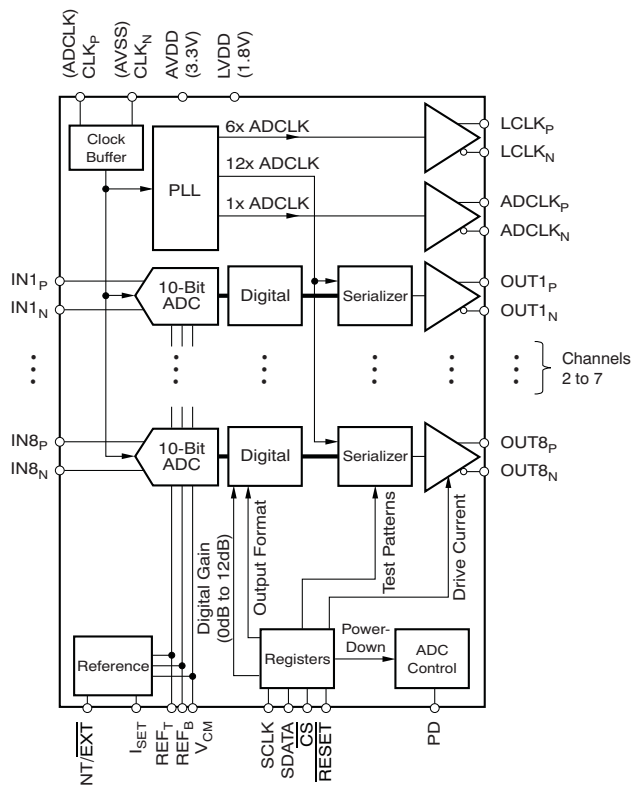 (ADCLK)
CLKP
(AVSS)
CLKN
AVDD
(3.3V)
LVDD
(1.8V)
Clock
Buffer
PLL
6x ADCLK
12x ADCLK
1x ADCLK
LCLKP
LCLKN
ADCLKP
ADCLKN
IN1P
IN1N
10-Bit
ADC
Digital
Serializer
OUT1P
OUT1N
Channels
2 to 7
IN8P
IN8N
10-Bit
ADC
Digital
Serializer
OUT8P
OUT8N
Digital Gain
(0dB to 12dB)
Output Format
Test Patterns
Drive Current
Reference
Registers
Power-
Down
ADC
Control
NT/EXT
ISET
REFT
REFB
VCM
SCLK
SDATA
CS
RESET
PD